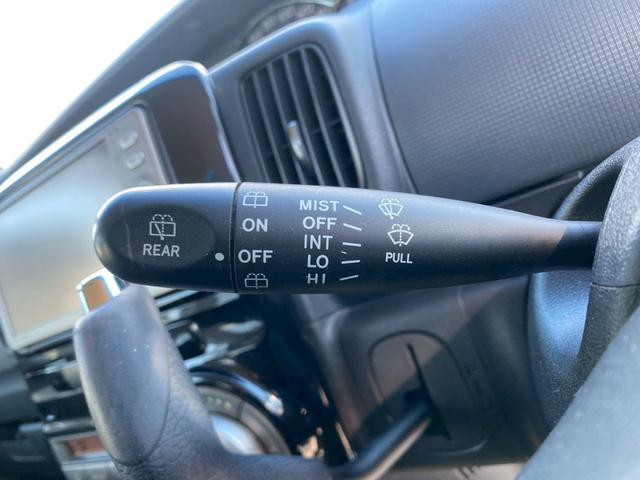 REAR
ON
OFF
MIST
OFF
INT
LO
HI
PULL